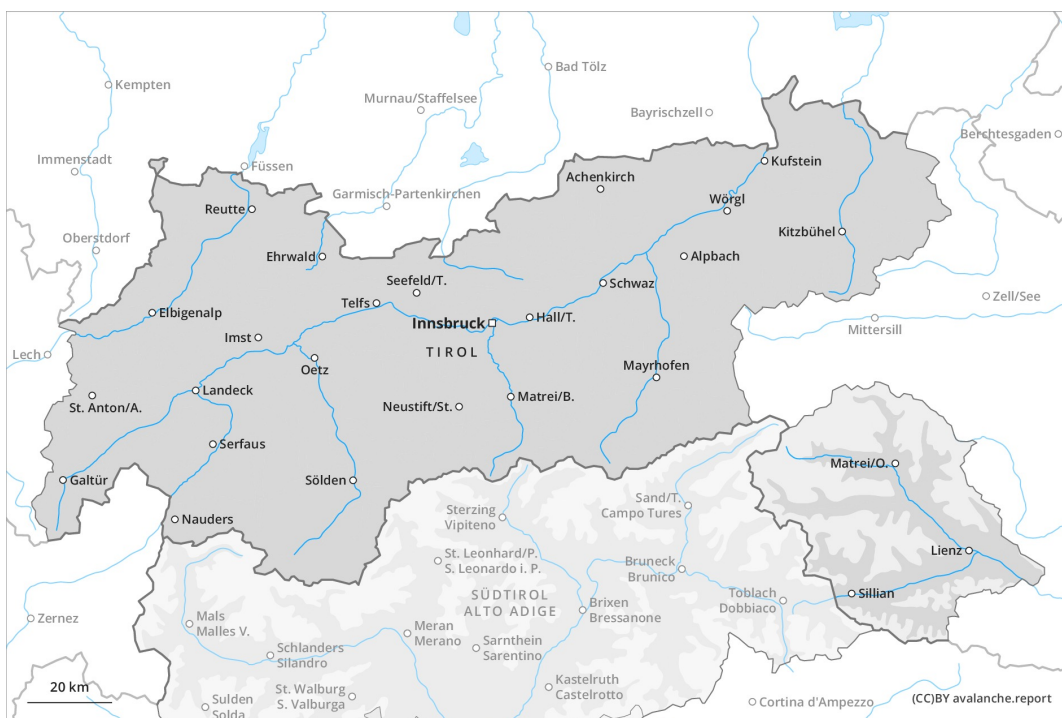 Kempten
Bad Tölz
Murnau/Staffelsee
Bayrischzell
Berchtesgaden
Immenstadt
Füssen
Kufstein
Achenkirch
Garmisch-Partenkirchen
Reutte
Wörgl
Oberstdorf
Kitzbühel
Ehrwald
Alpbach
Seefeld/T.
Schwaz
Zell/See
Telfs
Elbigenalp
Innsbruck
Hall/T.
Mittersill
Imst
TIROL
Lech
Oetz
Mayrhofen
Landeck
St. Anton/A.
Neustift/St.
Matrei/B.
Serfaus
Matrei/O.
Galtür
Sölden
Sand/T.
Campo Tures
Sterzing
Vipiteno
Nauders
St. Leonhard/P.
S. Leonardo i. P.
Lienz
Bruneck
Brunico
SÜDTIROL
ALTO ADIGE
Toblach
Dobbiaco
Sillian
Brixen
Bressanone
Zernez
Mals
Malles V.
Meran
Merano
Sarnthein
Sarentino
Schlanders
Silandro
Kastelruth
Castelrotto
20 km
St. Walburg
S. Valburga
Sulden
Solda
Cortina d'Ampezzo
(CC)BY avalanche.report